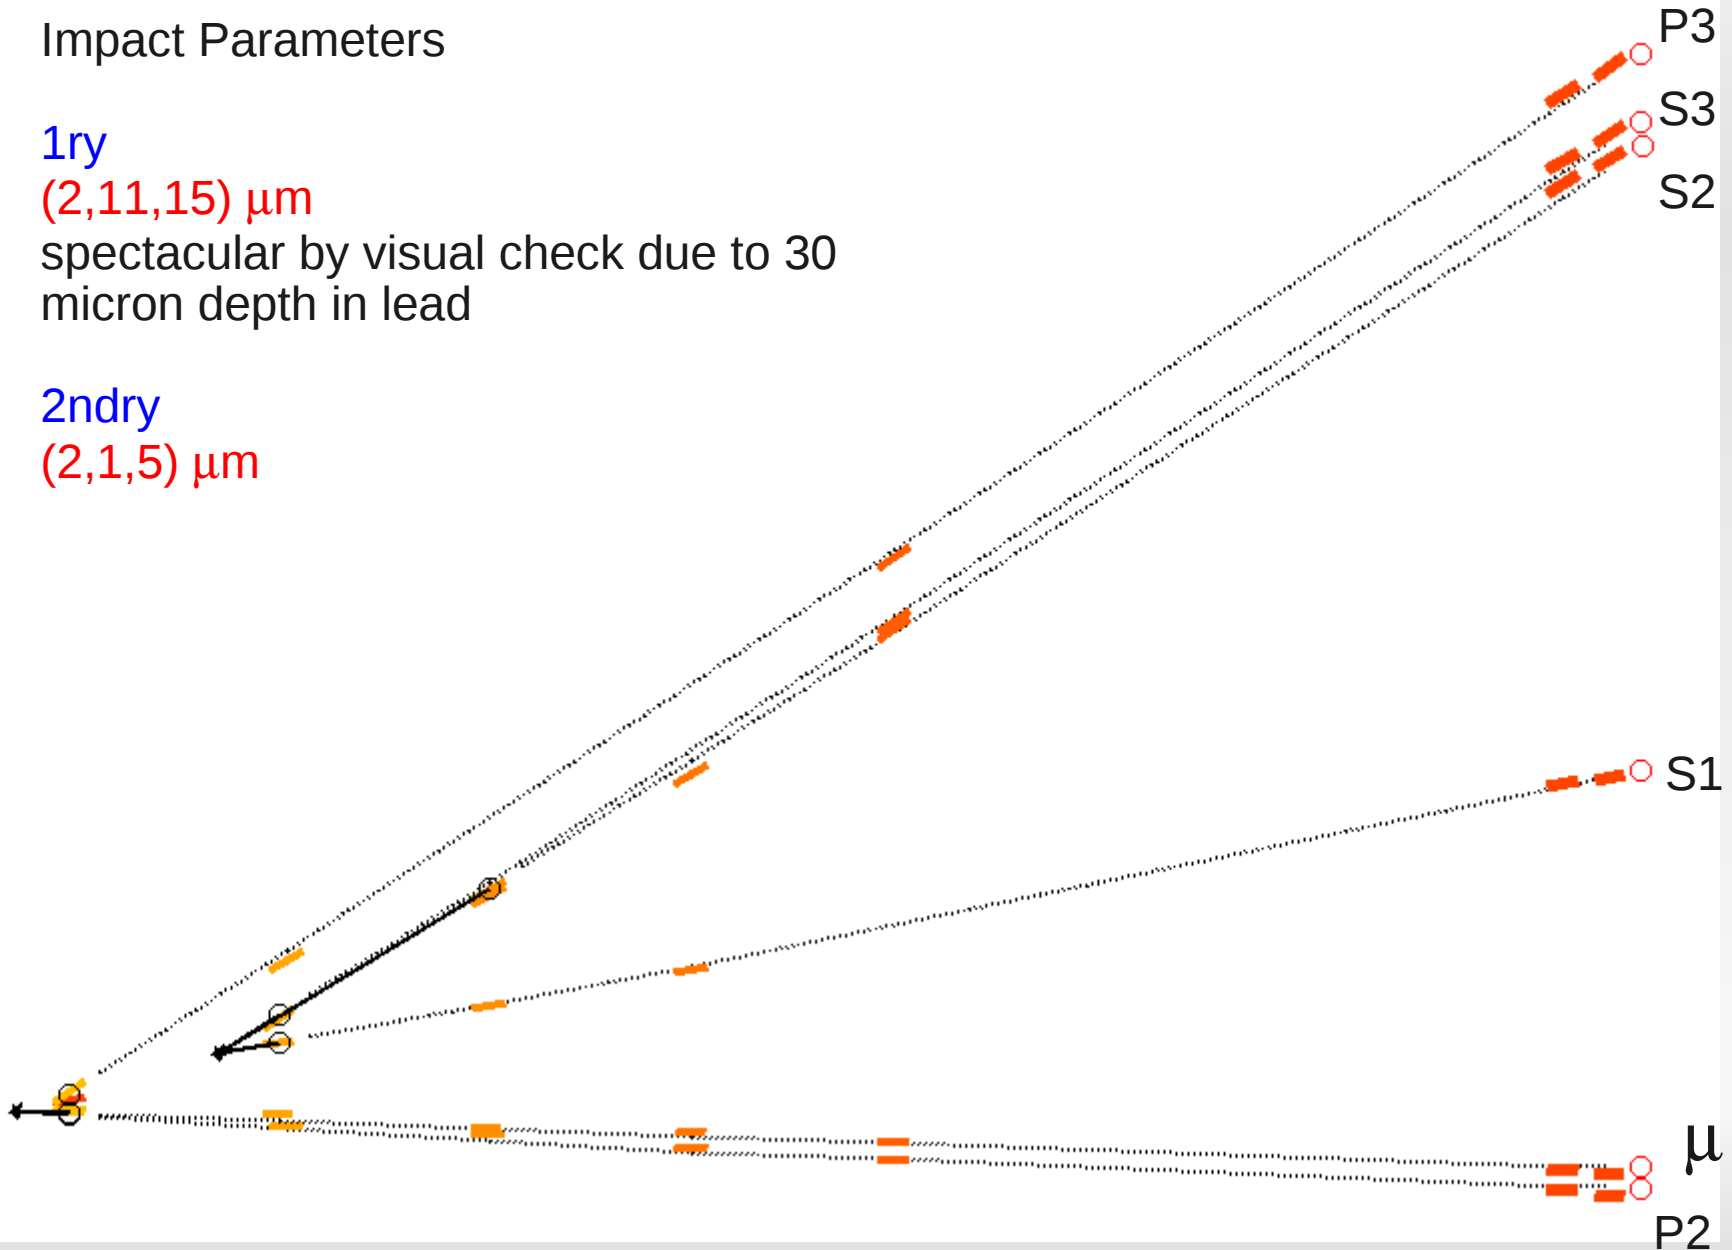 Impact Parameters
1ry
(2,11,15) μm
spectacular by visual check due to 30
micron depth in lead
2ndry
(2,1,5) μm
P3
S3
S2
S1
μ
P2